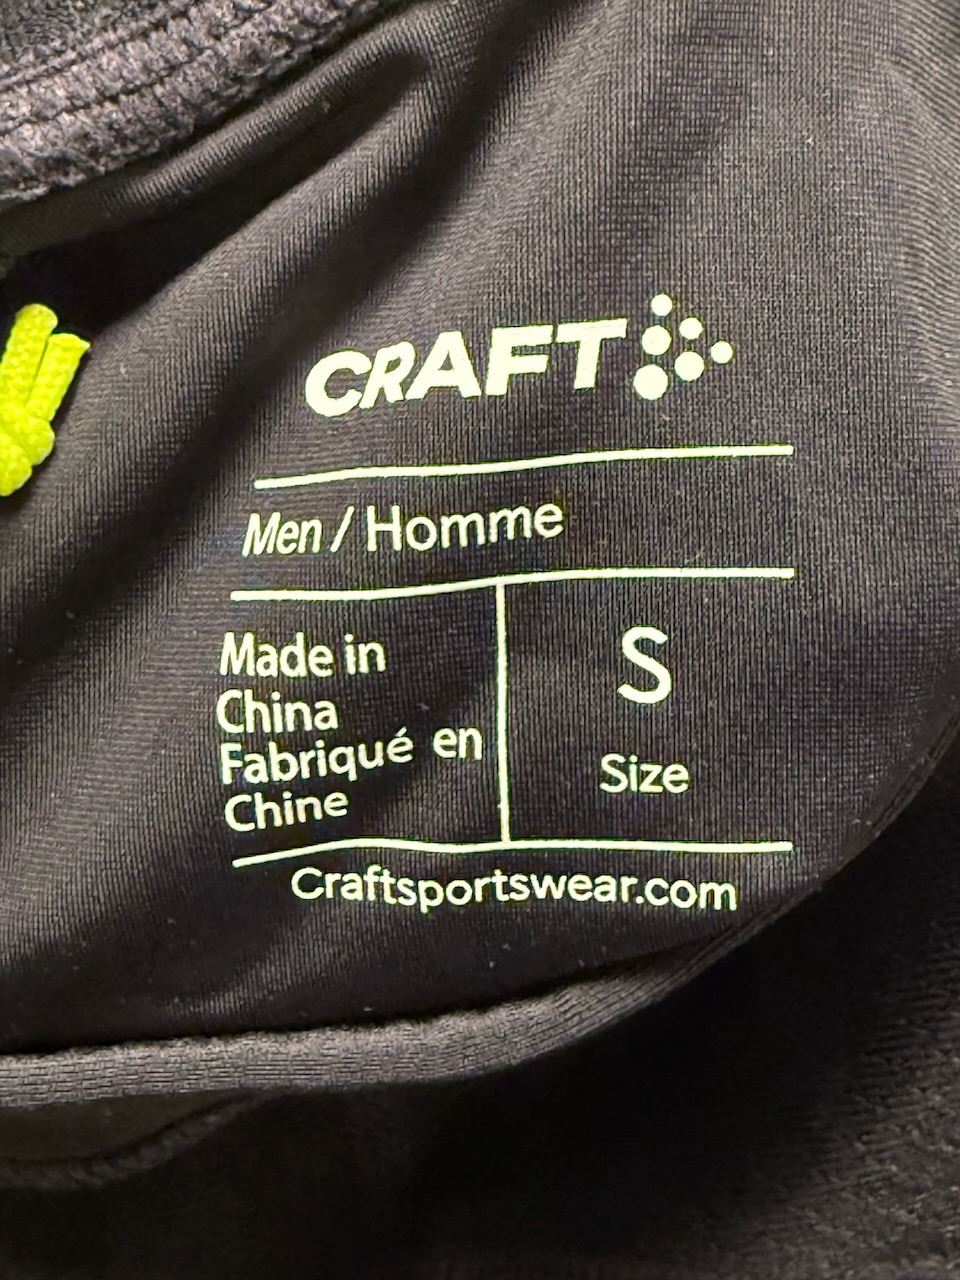 CRAFT
Men / Homme
Made in
China
Fabriqué en
Chine
S
Size
Craftsportswear.com